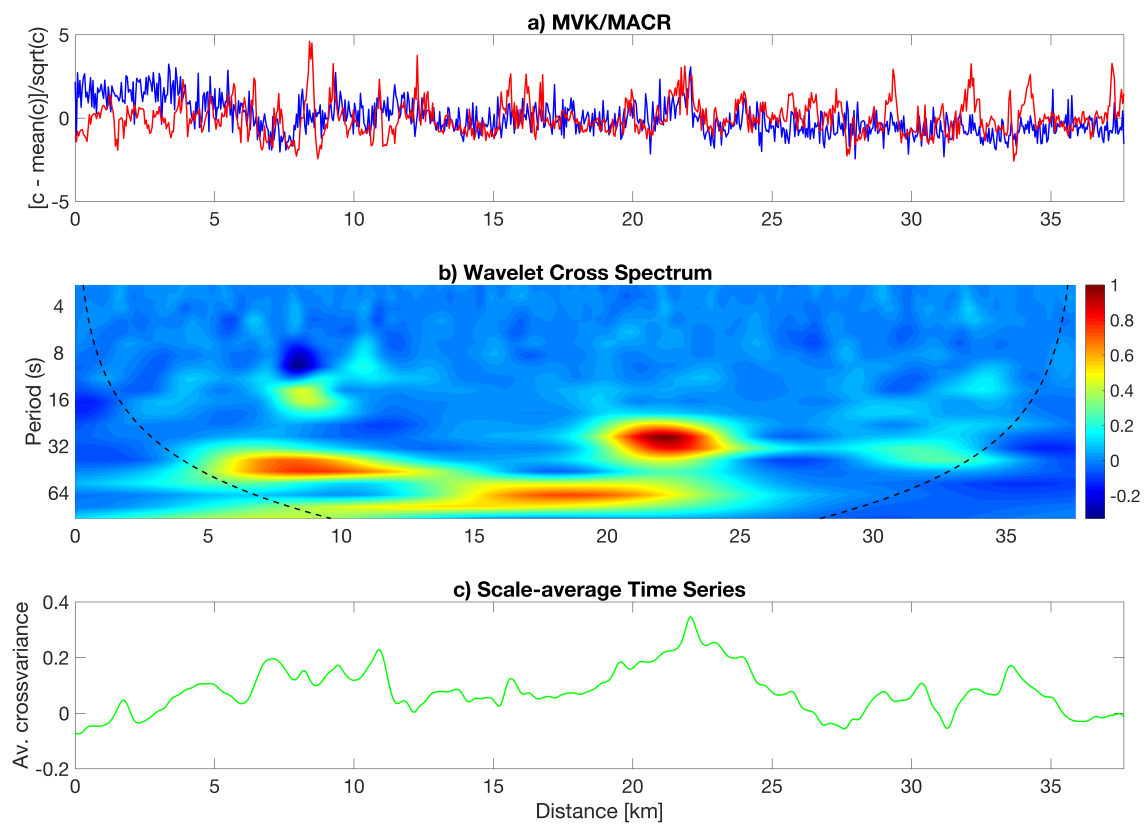 a) MVK/MACR
[c - mean(c)]/sqrt(c)
5
0
-5
0 5 10 15 20 25 30 35
b) Wavelet Cross Spectrum
Period (s)
4
8
16
32
64
0 5 10 15 20 25 30 35
1
0.8
0.6
0.4
0.2
0
-0.2
c) Scale-average Time Series
Av. crossvariance
0.4
0.2
0
-0.2
0 5 10 15 20 25 30 35
Distance [km]